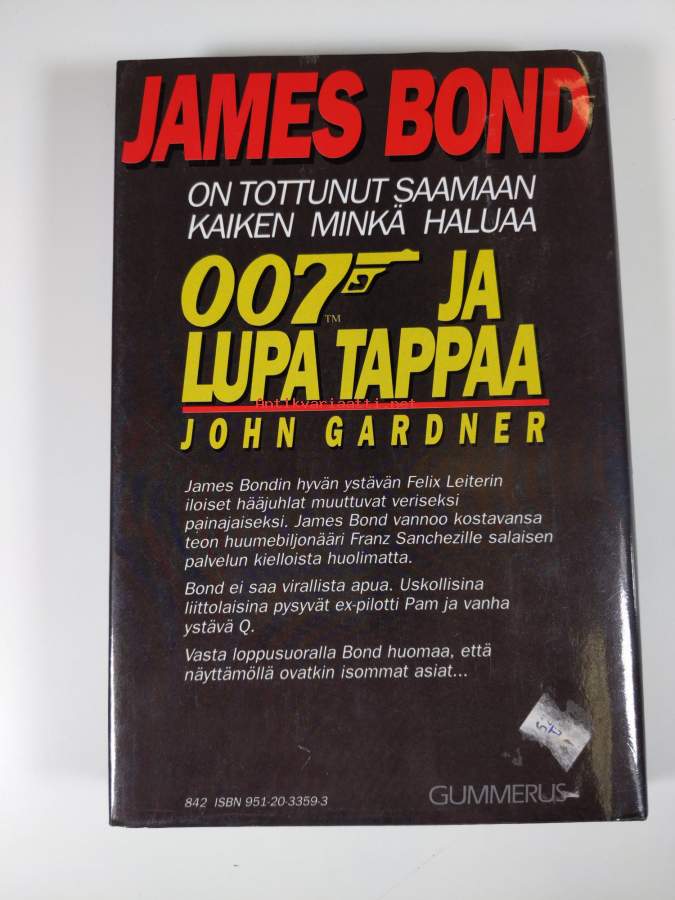 JAMES BOND
ON TOTTUNUT SAAMAAN
KAIKEN MINKÄ HALUAA
007™ JA
LUPA TAPPAA
Antikvariaatti.net
JOHN GARDNER
James Bondin hyvän ystävän Felix Leiterin
iloiset hääjuhlat muuttuvat veriseksi
painajaiseksi. James Bond vannoo kostavansa
teon huumebiljonääri Franz Sanchezille salaisen
palvelun kielloista huolimatta.
Bond ei saa virallista apua. Uskollisina
liittolaisina pysyvät ex-pilotti Pam ja vanha
ystävä Q.
Vasta loppusuoralla Bond huomaa, että
näyttämöllä ovatkin isommat asiat...
842 ISBN 951-20-3359-3
GUMMERUS